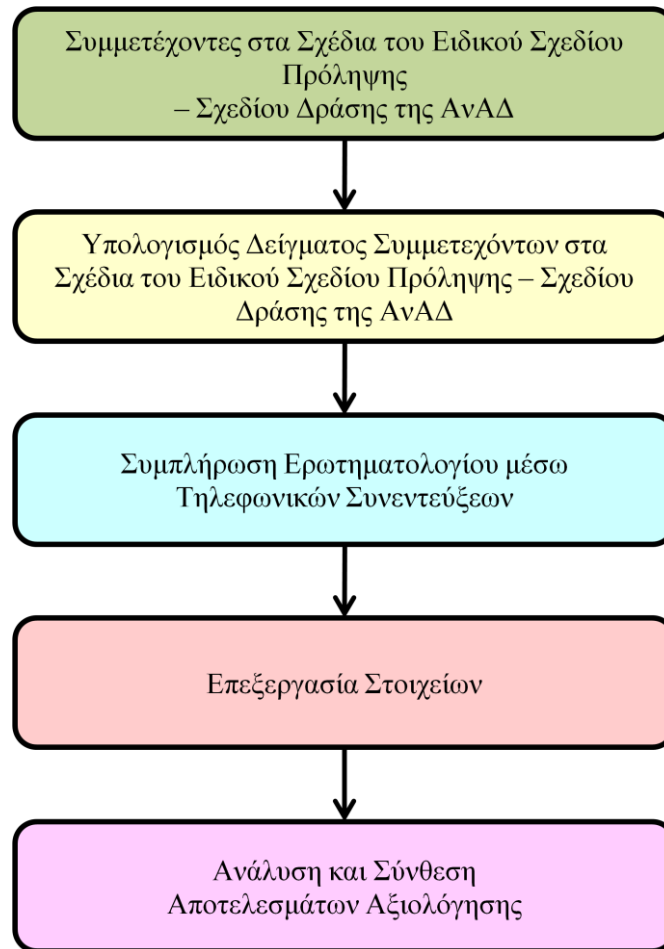 Συμμετέχοντες στα Σχέδια του Ειδικού Σχεδίου
Πρόληψης
– Σχεδίου Δράσης της ΑνΑΔ
Υπολογισμός Δείγματος Συμμετεχόντων στα
Σχέδια του Ειδικού Σχεδίου Πρόληψης – Σχεδίου
Δράσης της ΑνΑΔ
Συμπλήρωση Ερωτηματολογίου μέσω
Τηλεφωνικών Συνεντεύξεων
Επεξεργασία Στοιχείων
Ανάλυση και Σύνθεση
Αποτελεσμάτων Αξιολόγησης